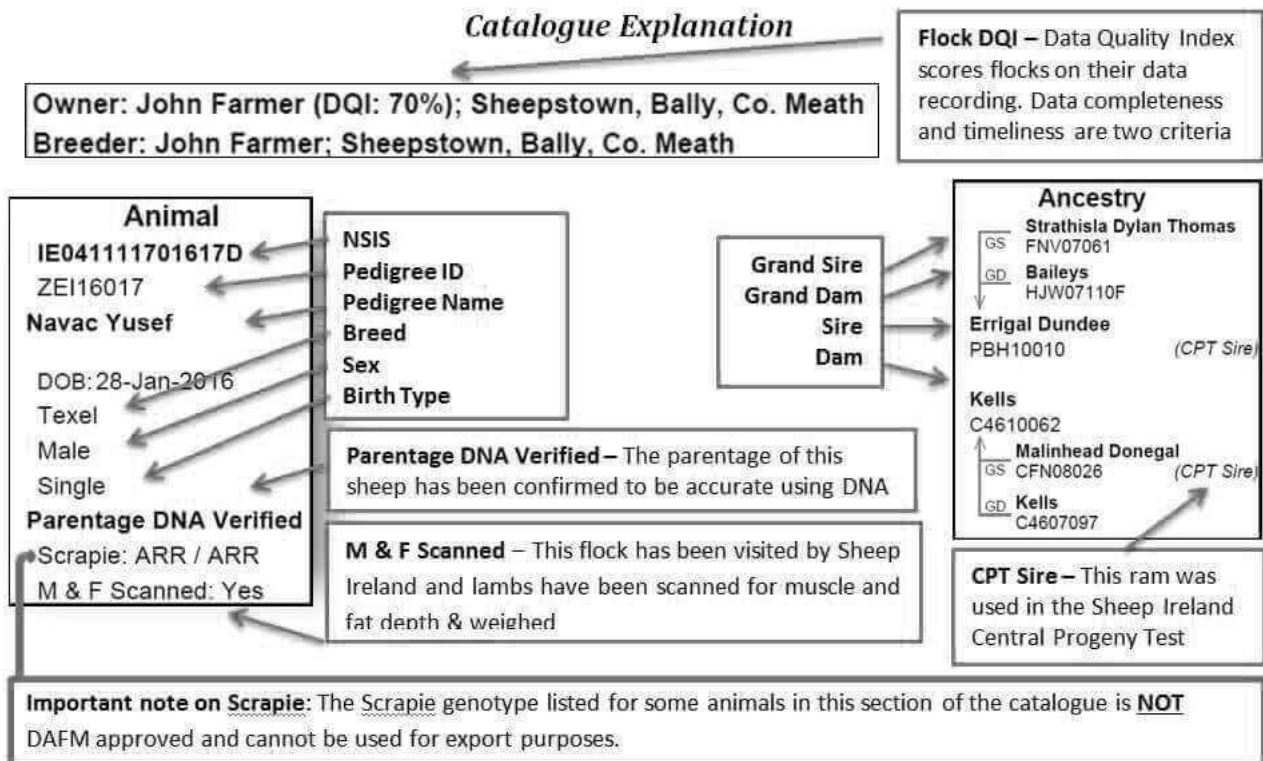 Catalogue Explanation
Flock DQI – Data Quality Index
scores flocks on their data
recording. Data completeness
and timeliness are two criteria
Owner: John Farmer (DQI: 70%); Sheepstown, Bally, Co. Meath
Breeder: John Farmer; Sheepstown, Bally, Co. Meath
Animal
IE041111701617D
ZEI16017
Navac Yusef
DOB: 28-Jan-2016
Texel
Male
Single
Parentage DNA Verified
Scrapie: ARR / ARR
M & F Scanned: Yes
NSIS
Pedigree ID
Pedigree Name
Breed
Sex
Birth Type
Grand Sire
Grand Dam
Sire
Dam
Ancestry
Strathisla Dylan Thomas
GS FNV07061
GD Baileys
HJW07110F
Errigal Dundee
PBH10010 (CPT Sire)
Kells
C4610062
Malinhead Donegal
GS CFN08026 (CPT Sire)
GD Kells
C4607097
Parentage DNA Verified – The parentage of this
sheep has been confirmed to be accurate using DNA
M & F Scanned – This flock has been visited by Sheep
Ireland and lambs have been scanned for muscle and
fat depth & weighed
CPT Sire – This ram was
used in the Sheep Ireland
Central Progeny Test
Important note on Scrapie: The Scrapie genotype listed for some animals in this section of the catalogue is NOT
DAFM approved and cannot be used for export purposes.